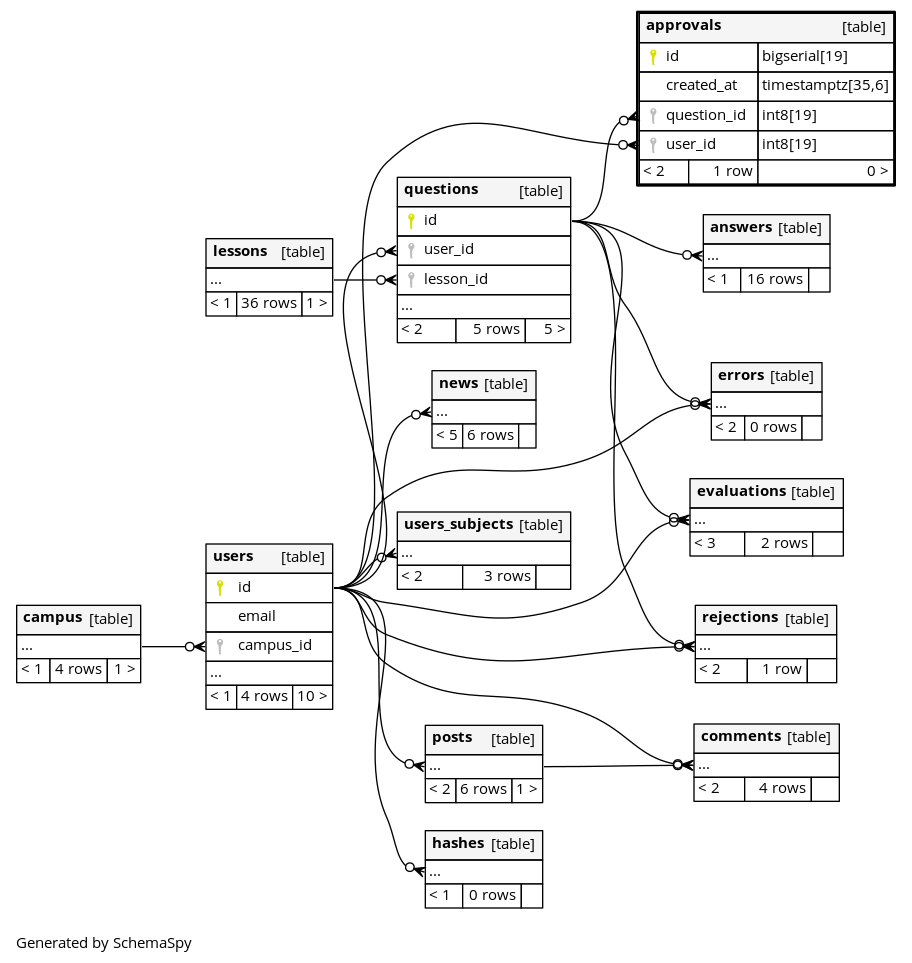 approvals [table]
id bigserial[19]
created_at timestamptz[35,6]
question_id int8[19]
user_id int8[19]
< 2 1 row 0 >
questions [table]
id
user_id
lesson_id
...
< 2 5 rows 5 >
answers [table]
...
< 1 16 rows
lessons [table]
...
< 1 36 rows 1 >
news [table]
...
< 5 6 rows
errors [table]
...
< 2 0 rows
evaluations [table]
...
< 3 2 rows
users_subjects [table]
...
< 2 3 rows
users [table]
id
email
campus_id
...
< 1 4 rows 10 >
campus [table]
...
< 1 4 rows 1 >
rejections [table]
...
< 2 1 row
posts [table]
...
< 2 6 rows 1 >
comments [table]
...
< 2 4 rows
hashes [table]
...
< 1 0 rows
Generated by SchemaSpy